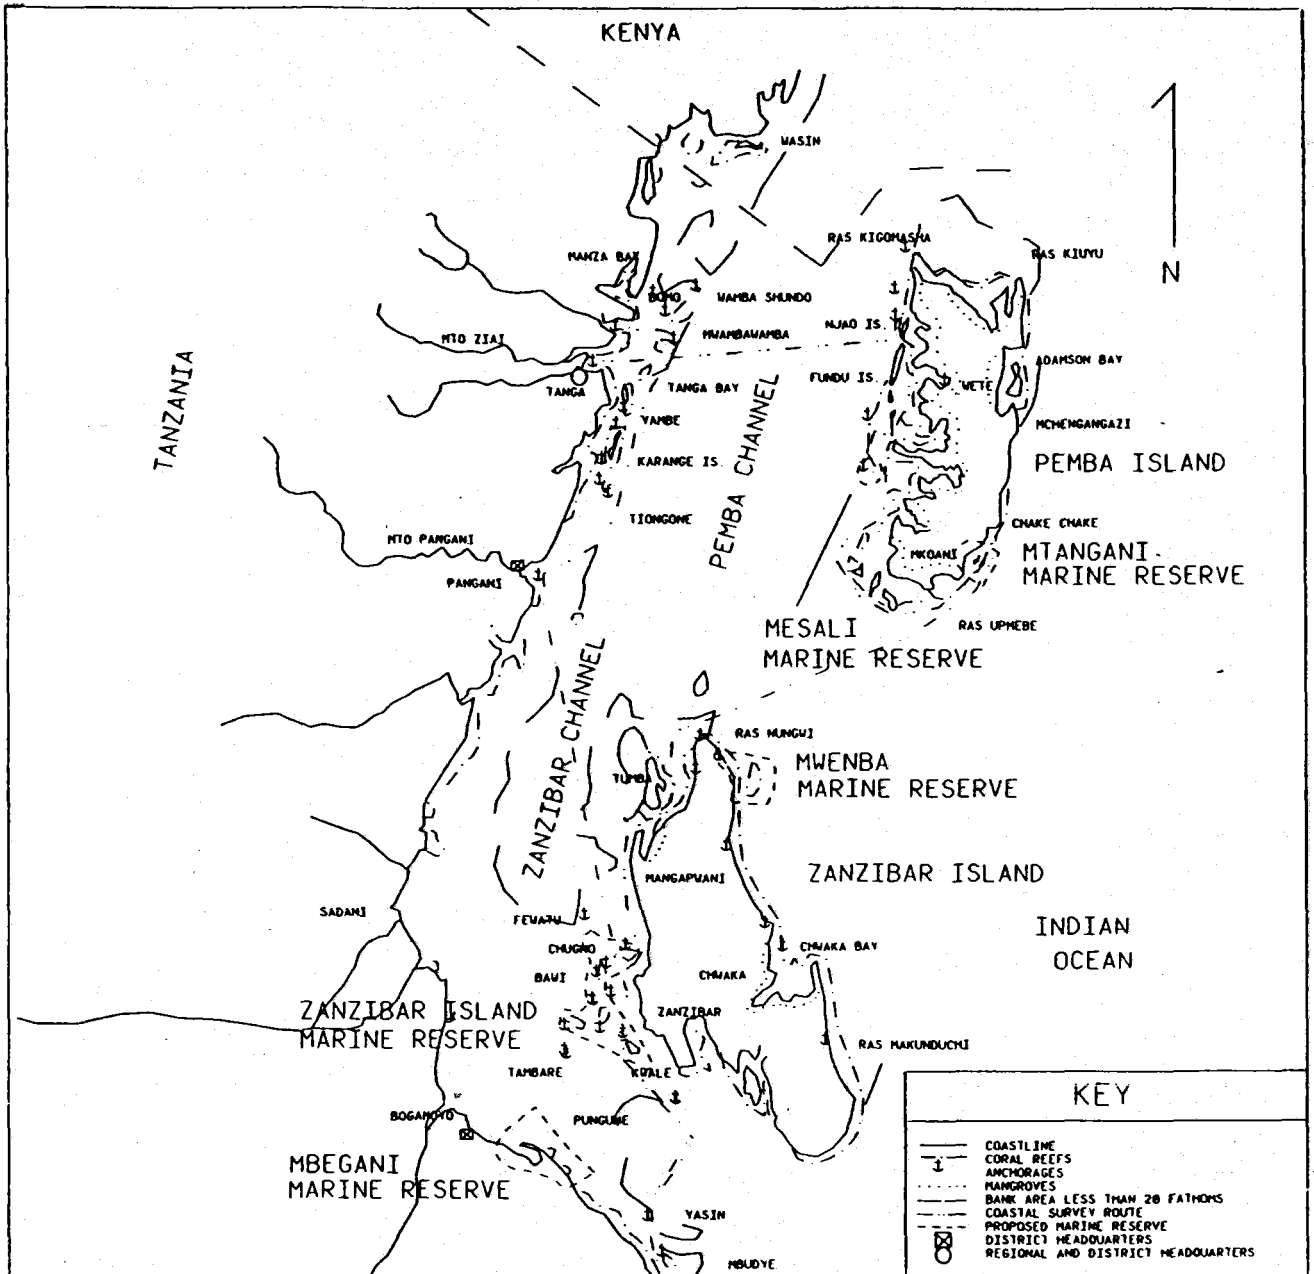 KENYA
WASIN
RAS KIGOMASHA
RAS KIUYU
N
MANZA BAY
BOMO
WAMBA SHUNDO
NJAO IS.
MTO ZIAI
MWAMBAWAMBA
ADAMSON BAY
TANZANIA
TANGA
TANGA BAY
FUNDU IS.
WETE
YAMBE
MCHENGANGAZI
KARANGE IS.
PEMBA CHANNEL
PEMBA ISLAND
TIONGONE
CHAKE CHAKE
MTO PANGANI
PANGANI
MKOANI
MTANGANI
MARINE RESERVE
MESALI
MARINE RESERVE
RAS UPMEBE
ZANZIBAR CHANNEL
RAS NUNGWI
TUMBA
MWENBA
MARINE RESERVE
MANGAPWANI
ZANZIBAR ISLAND
SADANI
FEWATU
INDIAN
OCEAN
CHUGNO
CHWAKA BAY
BAWI
CHWAKA
ZANZIBAR ISLAND
MARINE RESERVE
ZANZIBAR
RAS MAKUNDUCHI
TAMBARE
KWALE
BOGAMOYO
PUNGUME
MBEGANI
MARINE RESERVE
YASIN
MBUDYE
KEY
COASTLINE
CORAL REEFS
ANCHORAGES
MANGROVES
BANK AREA LESS THAN 20 FATHOMS
COASTAL SURVEY ROUTE
PROPOSED MARINE RESERVE
DISTRICT HEADQUARTERS
REGIONAL AND DISTRICT HEADQUARTERS